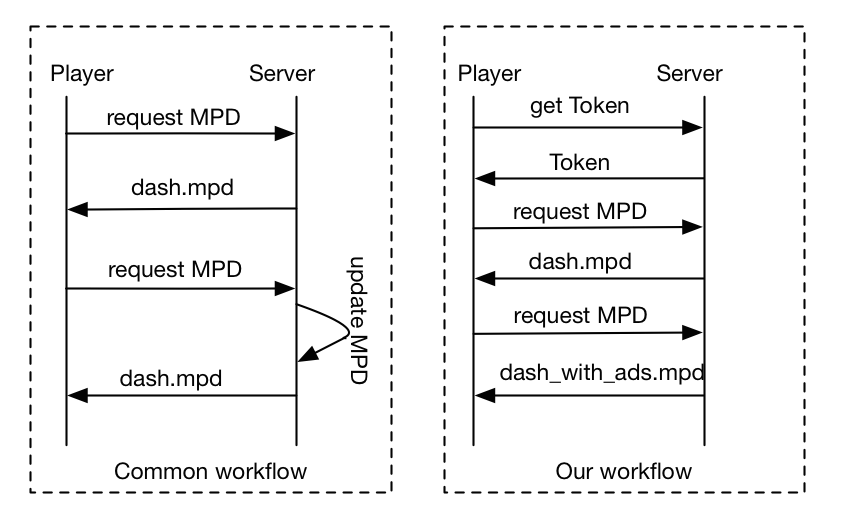 Player
Server
request MPD
dash.mpd
request MPD
update MPD
dash.mpd
Common workflow
Player
Server
get Token
Token
request MPD
dash.mpd
request MPD
dash_with_ads.mpd
Our workflow